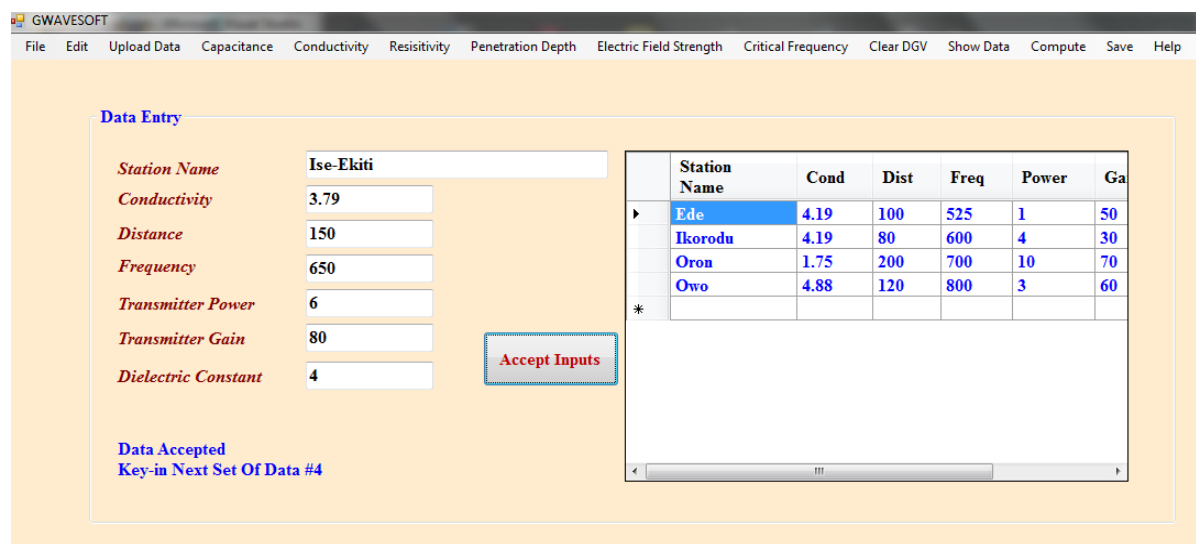 GWAVESOFT
File Edit Upload Data Capacitance Conductivity Resisitivity Penetration Depth Electric Field Strength Critical Frequency Clear DGV Show Data Compute Save Help
Data Entry
Station Name Ise-Ekiti
Conductivity 3.79
Distance 150
Frequency 650
Transmitter Power 6
Transmitter Gain 80
Dielectric Constant 4
Accept Inputs
Data Accepted
Key-in Next Set Of Data #4
Station Name Cond Dist Freq Power Ga
Ede 4.19 100 525 1 50
Ikorodu 4.19 80 600 4 30
Oron 1.75 200 700 10 70
Owo 4.88 120 800 3 60